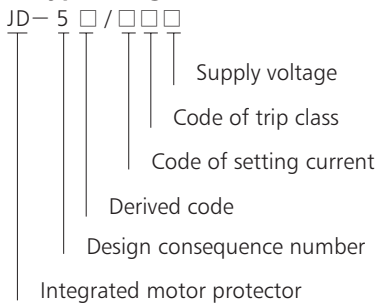 JD－5 □ / □ □ □
Supply voltage
Code of trip class
Code of setting current
Derived code
Design consequence number
Integrated motor protector